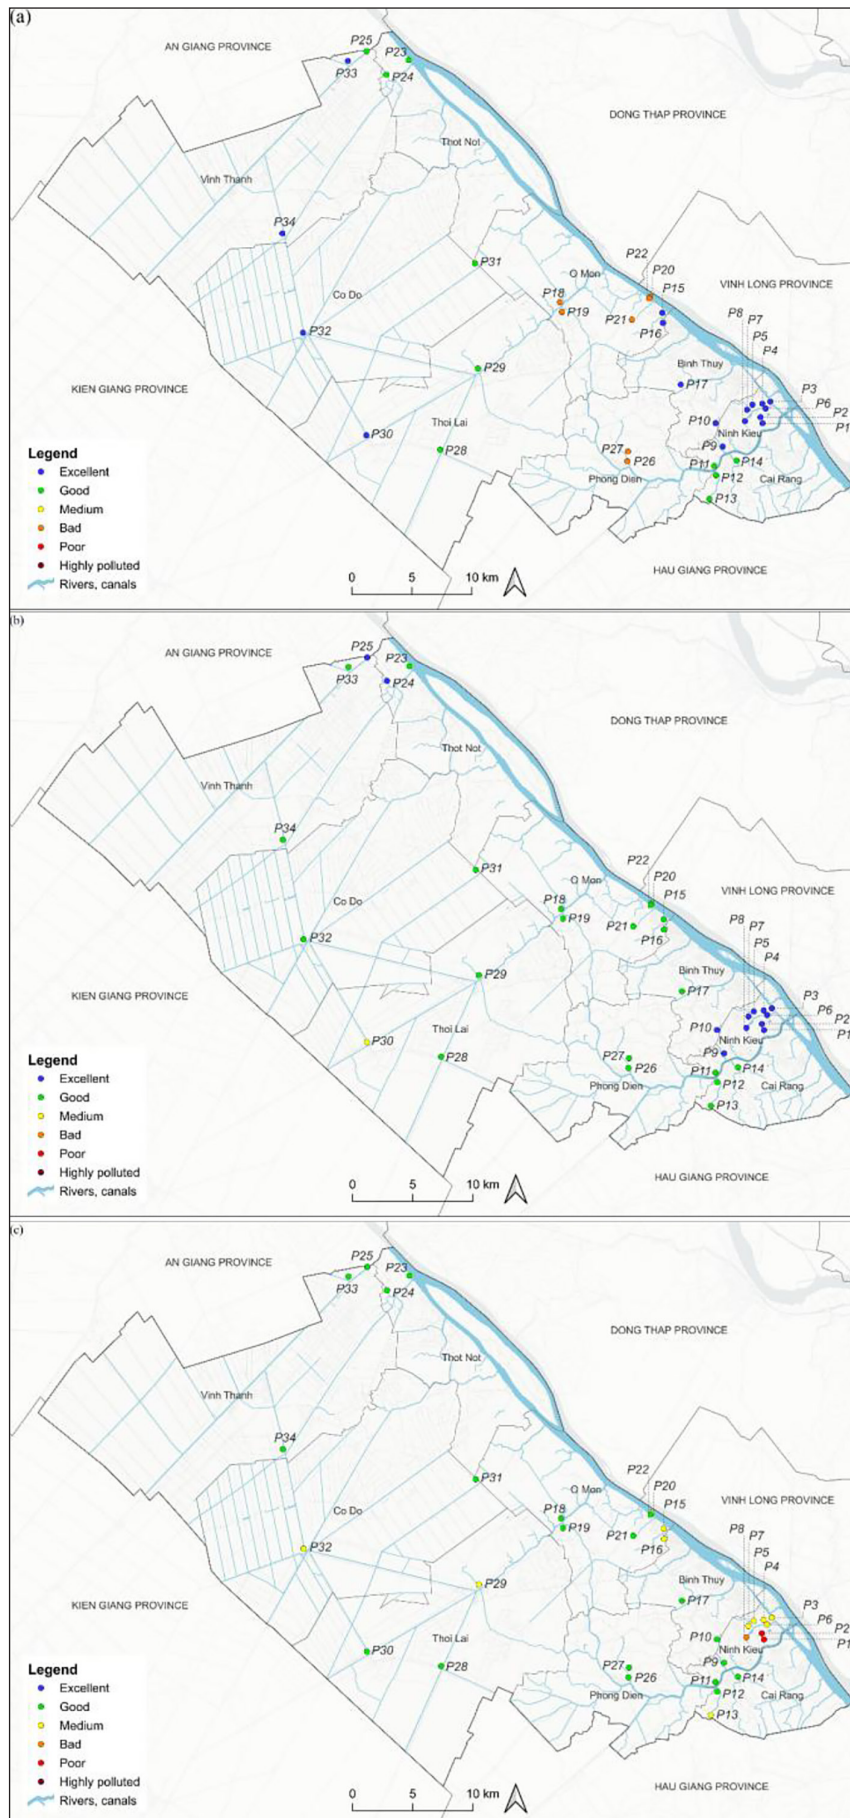 (a)
AN GIANG PROVINCE
P25
P23
P33
P24
DONG THAP PROVINCE
Thot Not
Vinh Thanh
P34
P31
O Mon
P22
P20
VINH LONG PROVINCE
Co Do
P18
P15
P19
P21
P16
P8
P7
P5
P4
P32
Binh Thuy
P29
P17
P3
KIEN GIANG PROVINCE
P6
P2
P10
P1
Thoi Lai
Ninh Kieu
P30
P28
P27
P9
P26
P11
P14
Phong Dien
P12
Cai Rang
P13
Legend
Excellent
Good
Medium
Bad
Poor
Highly polluted
Rivers, canals
0 5 10 km
HAU GIANG PROVINCE
(b)
AN GIANG PROVINCE
P25
P23
P33
P24
DONG THAP PROVINCE
Thot Not
Vinh Thanh
P34
P31
O Mon
P22
P20
VINH LONG PROVINCE
Co Do
P18
P15
P19
P21
P16
P8
P7
P5
P4
P32
Binh Thuy
P29
P17
P3
KIEN GIANG PROVINCE
P6
P2
P10
P1
Thoi Lai
Ninh Kieu
P30
P28
P27
P9
P26
P11
P14
Phong Dien
P12
Cai Rang
P13
Legend
Excellent
Good
Medium
Bad
Poor
Highly polluted
Rivers, canals
0 5 10 km
HAU GIANG PROVINCE
(c)
AN GIANG PROVINCE
P25
P23
P33
P24
DONG THAP PROVINCE
Thot Not
Vinh Thanh
P34
P31
O Mon
P22
P20
VINH LONG PROVINCE
Co Do
P18
P15
P19
P21
P16
P8
P7
P5
P4
P32
Binh Thuy
P29
P17
P3
KIEN GIANG PROVINCE
P6
P2
P10
P1
Thoi Lai
Ninh Kieu
P30
P28
P27
P9
P26
P11
P14
Phong Dien
P12
Cai Rang
P13
Legend
Excellent
Good
Medium
Bad
Poor
Highly polluted
Rivers, canals
0 5 10 km
HAU GIANG PROVINCE